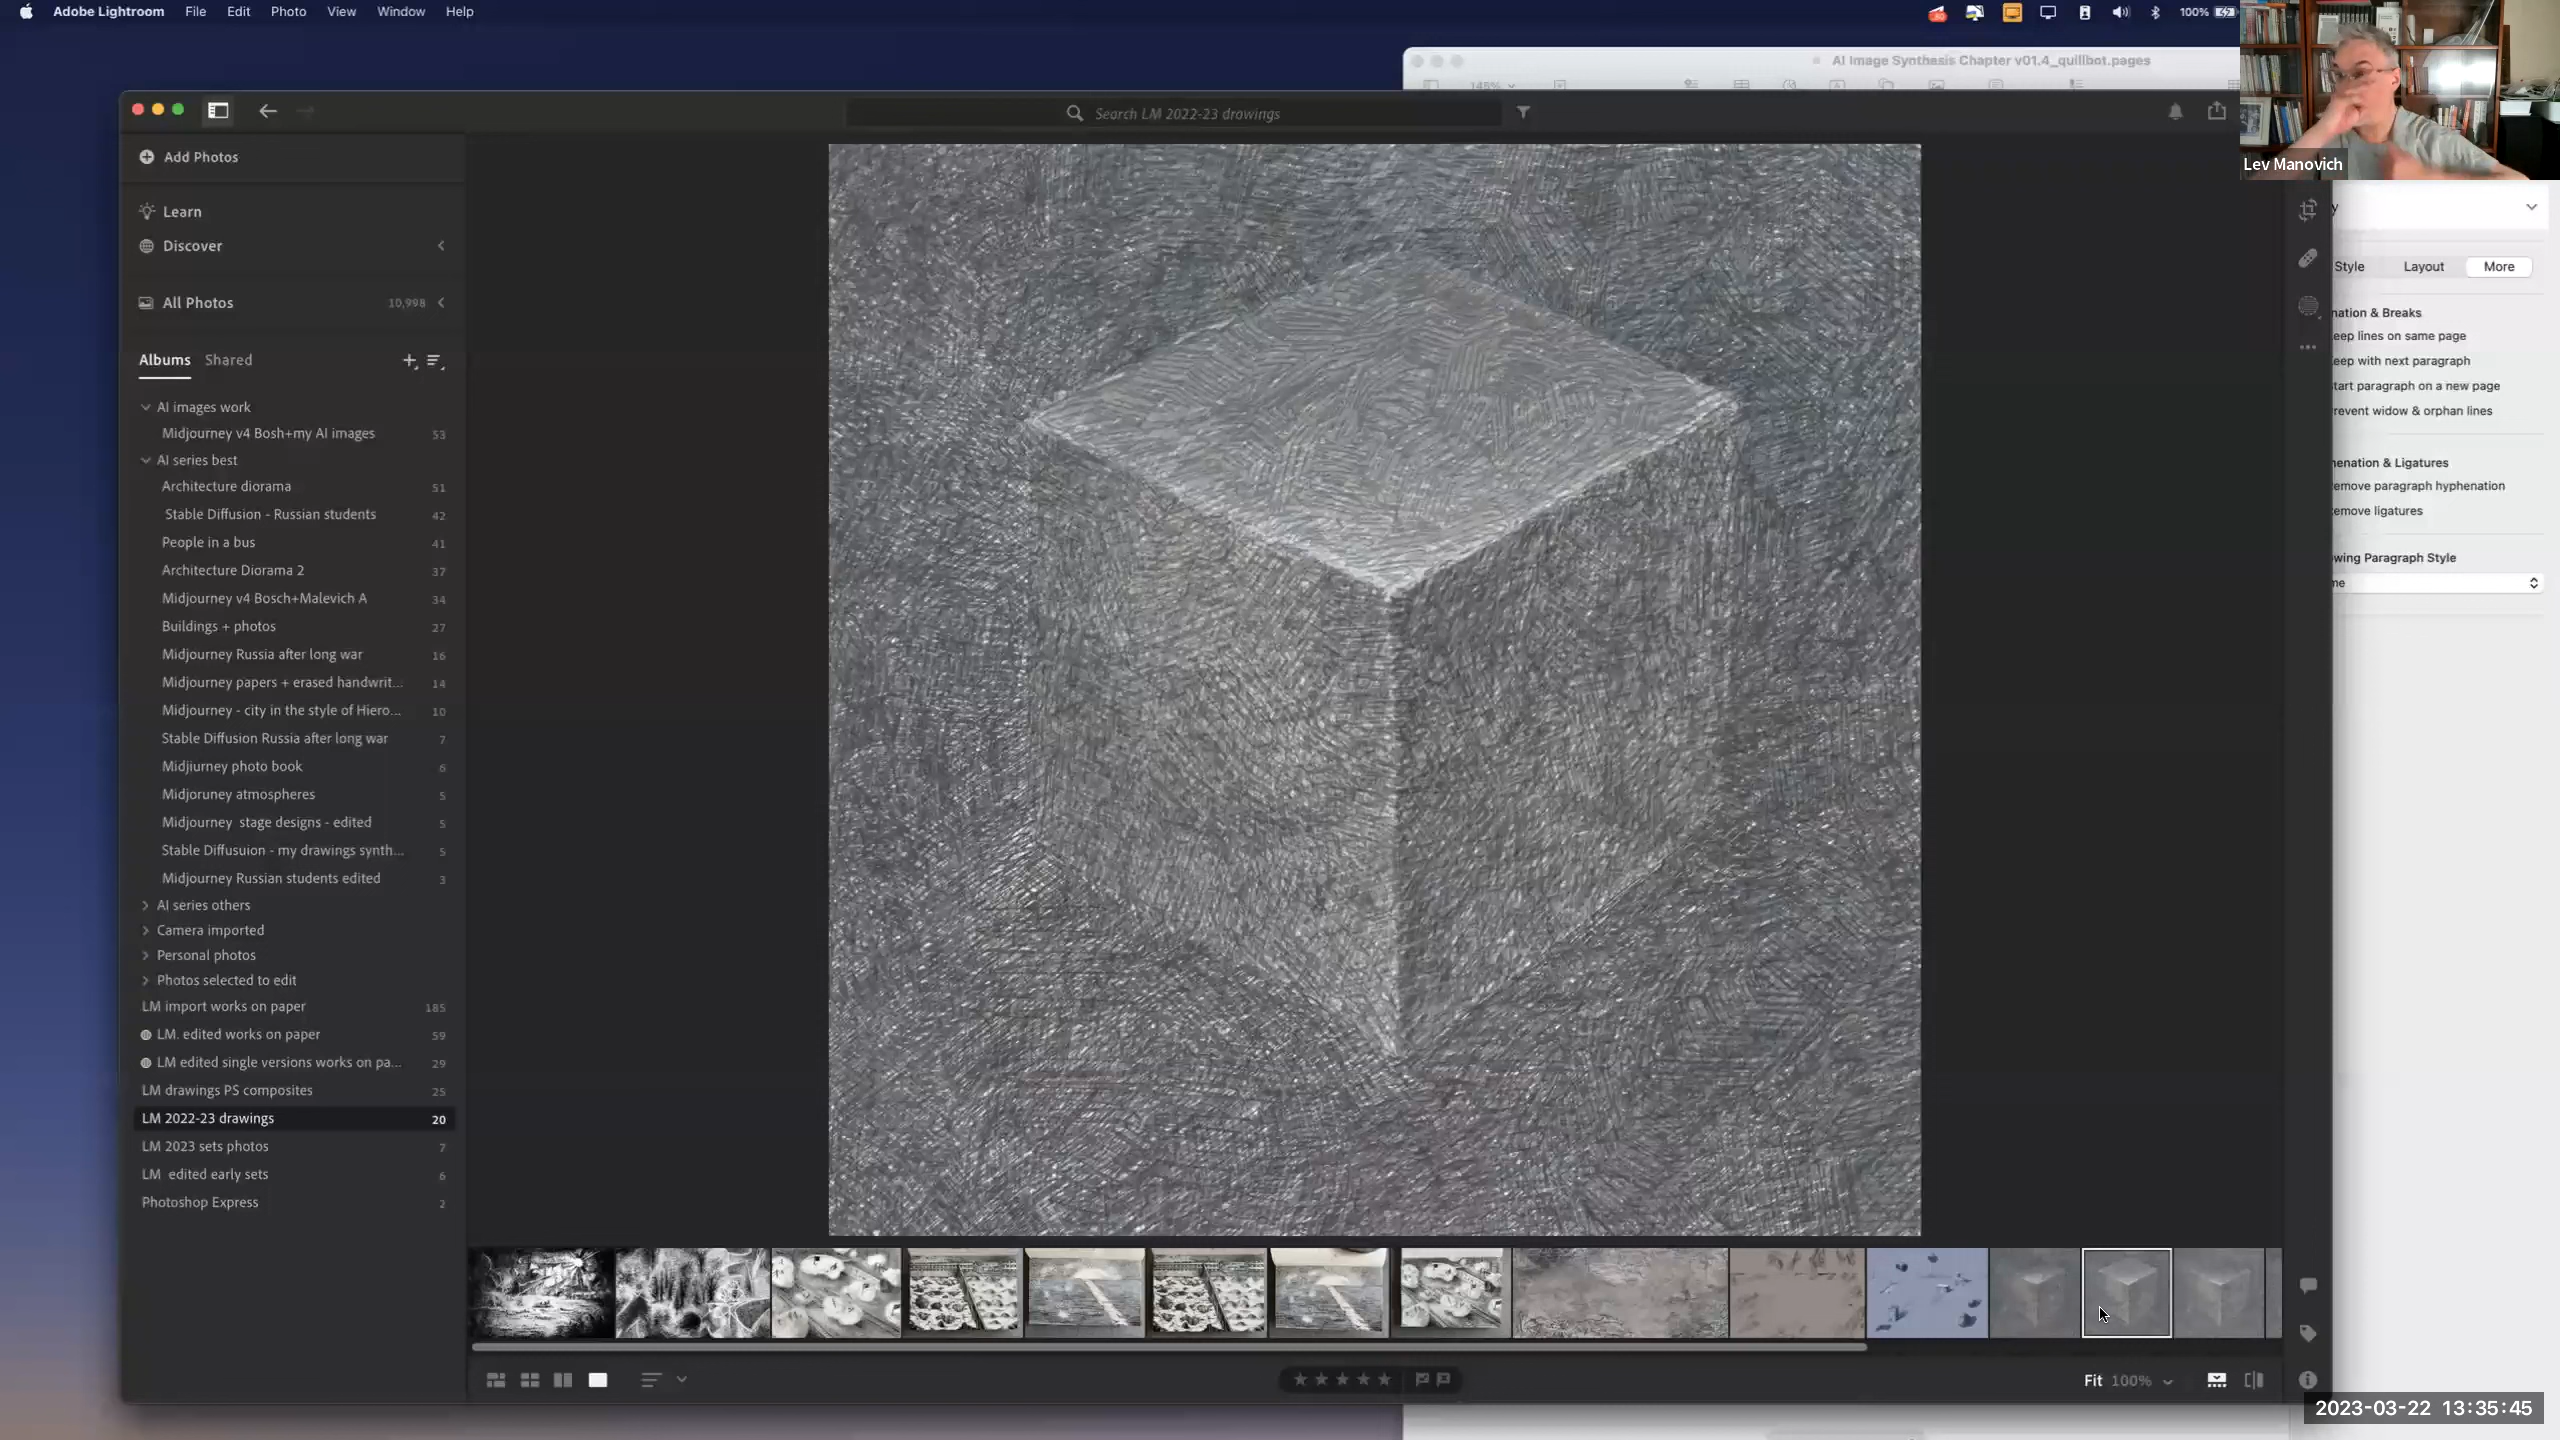 Adobe Lightroom File Edit Photo View Window Help
100%
AI Image Synthesis Chapter v01.4_quillbot.pages
145%
Search LM 2022-23 drowings
Lev Manovich
Add Photos
Learn
Discover
All Photos 10,998
Albums Shared
AI images work
Midjourney v4 Bosh+my AI images 53
AI series best
Architecture diorama 51
Stable Diffusion - Russian students 42
People in a bus 41
Architecture Diorama 2 37
Midjourney v4 Bosch+Malevich A 34
Buildings + photos 27
Midjourney Russia after long war 16
Midjourney papers + erased handwrit... 14
Midjourney - city in the style of Hiero... 10
Stable Diffusion Russia after long war 7
Midjiurney photo book 6
Midjoruney atmospheres 5
Midjourney stage designs - edited 5
Stable Diffusuion - my drawings synth... 5
Midjourney Russian students edited 3
AI series others
Camera imported
Personal photos
Photos selected to edit
LM import works on paper 185
LM. edited works on paper 59
LM edited single versions works on pa... 29
LM drawings PS composites 25
LM 2022-23 drawings 20
LM 2023 sets photos 7
LM edited early sets 6
Photoshop Express 2
y
Style Layout More
nation & Breaks
eep lines on same page
eep with next paragraph
tart paragraph on a new page
revent widow & orphan lines
henation & Ligatures
emove paragraph hyphenation
emove ligatures
owing Paragraph Style
me
Fit 100%
2023-03-22 13:35:45